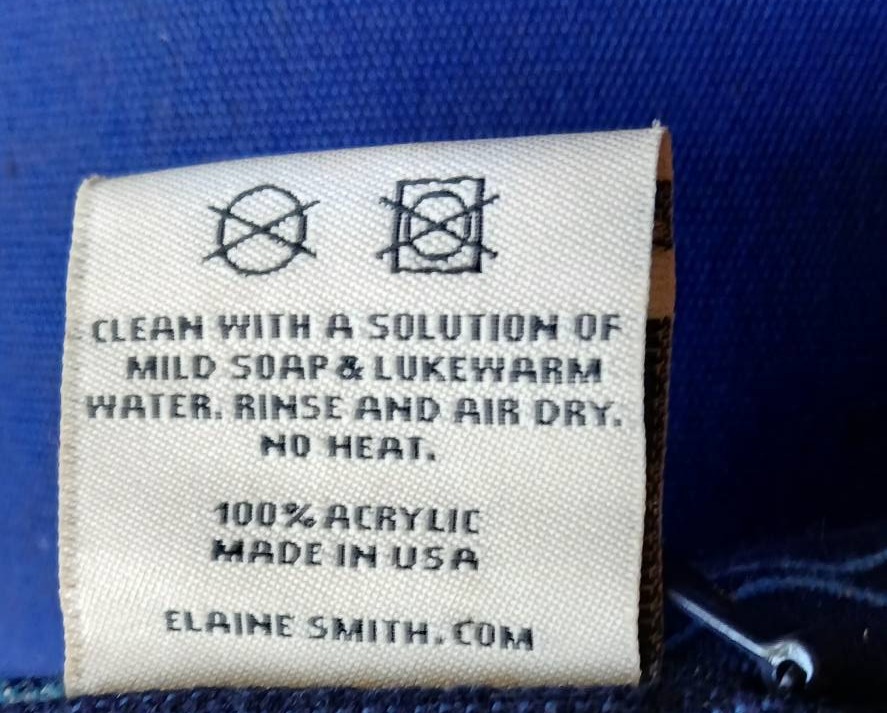 CLEAN WITH A SOLUTION OF
MILD SOAP & LUKEWARM
WATER. RINSE AND AIR DRY.
NO HEAT.
100% ACRYLIC
MADE IN USA
ELAINE SMITH.COM